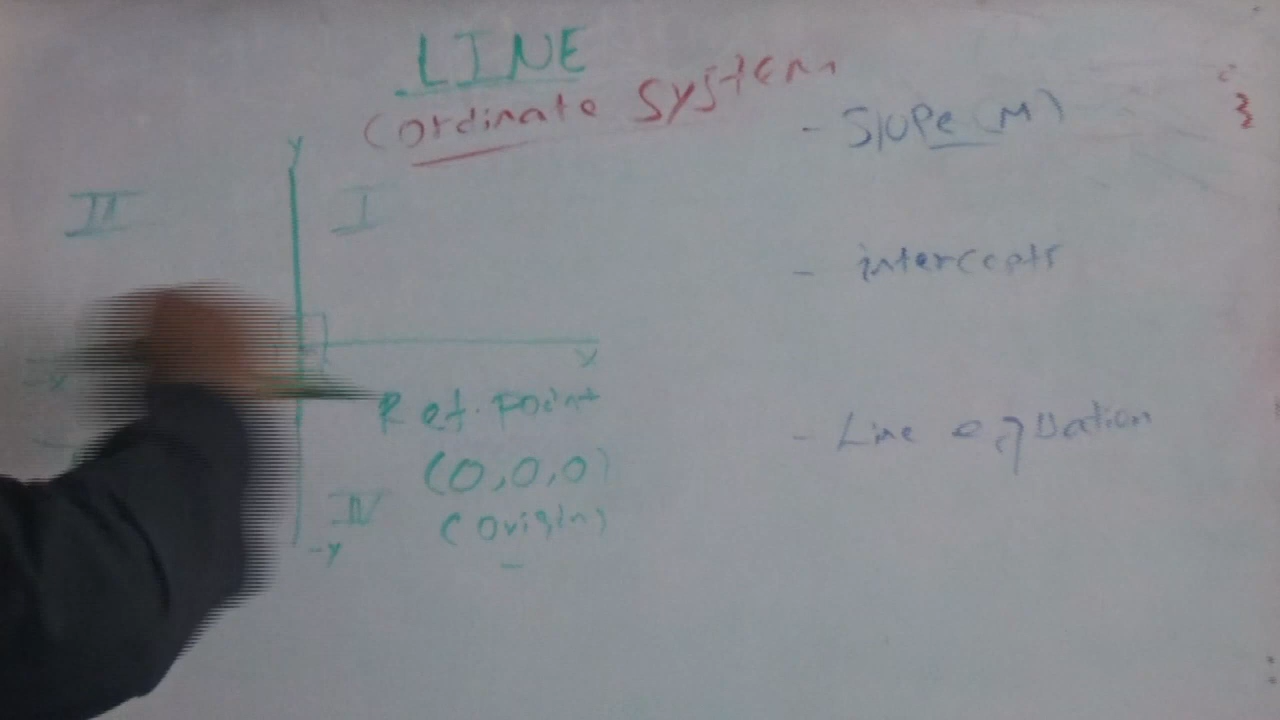 LINE
Cordinate System
- Slope (M)
- intercepts
- Line equation
y
II
I
x
-x
Ref. Point
(0,0,0)
(Origin)
IV
-y